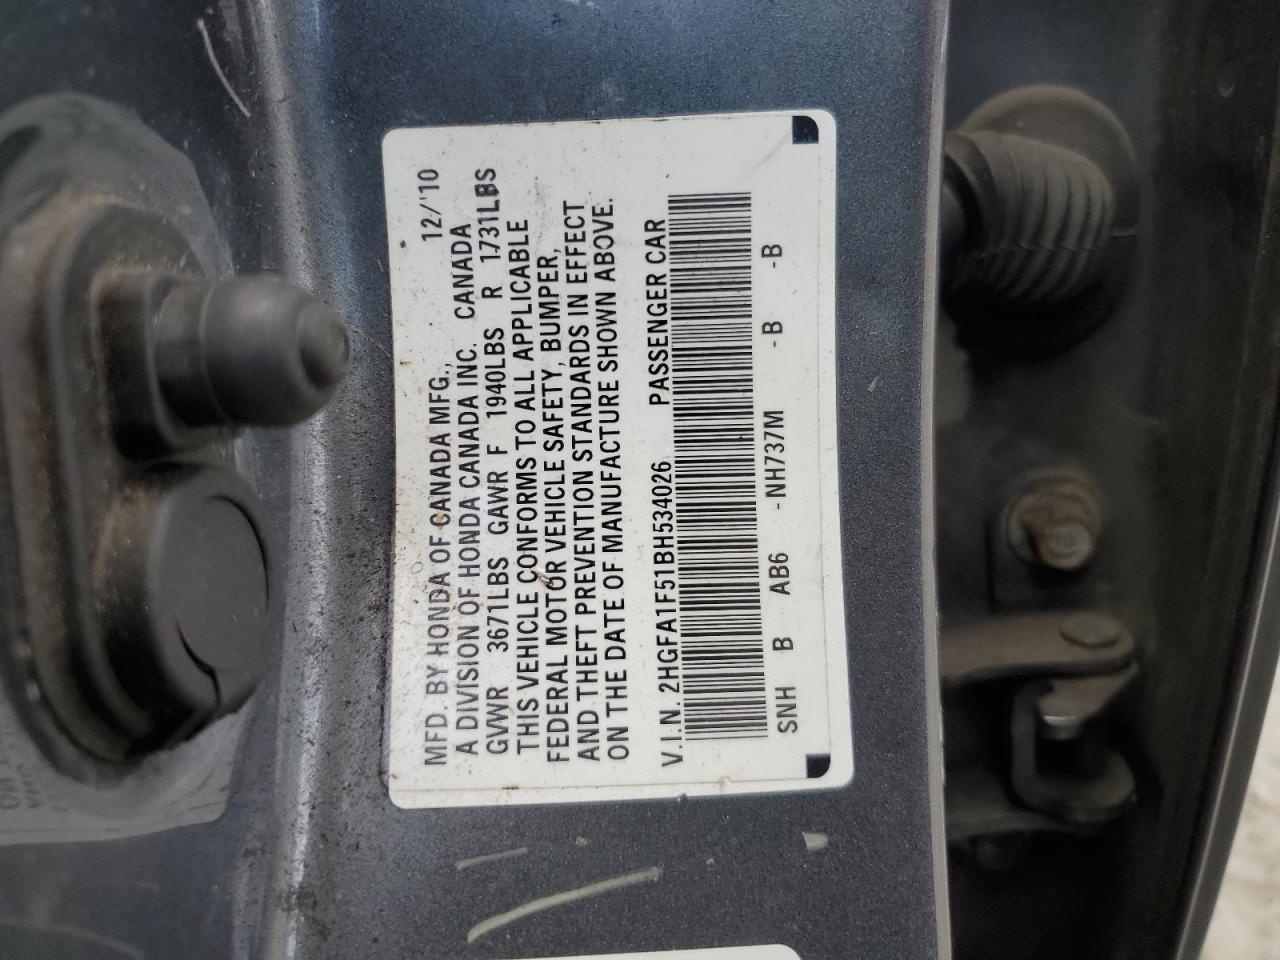 MFD. BY HONDA OF CANADA MFG., 12/'10
A DIVISION OF HONDA CANADA INC. CANADA
GVWR 3671LBS GAWR F 1940LBS R 1731LBS
THIS VEHICLE CONFORMS TO ALL APPLICABLE
FEDERAL MOTOR VEHICLE SAFETY, BUMPER,
AND THEFT PREVENTION STANDARDS IN EFFECT
ON THE DATE OF MANUFACTURE SHOWN ABOVE.
V.I.N. 2HGFA1F51BH534026 PASSENGER CAR
SNH B AB6 -NH737M -B -B